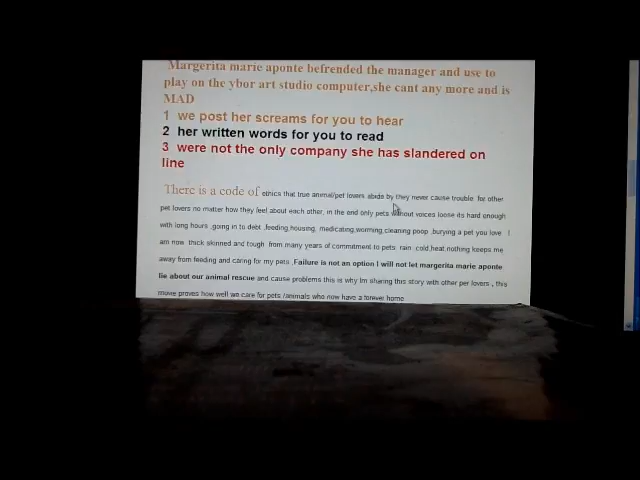 Margerita marie aponte befrended the manager and use to
play on the ybor art studio computer,she cant any more and is
MAD
1 we post her screams for you to hear
2 her written words for you to read
3 were not the only company she has slandered on
line
There is a code of ethics that true animal/pet lovers abids by they never cause trouble for other
pet lovers no matter how they feel about each other, in the end only pets without voices loose its hard enough
with long hours ,going in to debt ,feeding,housing, medicating,worming,cleaning poop ,burying a pet you love I
am now thick skinned and tough from many years of commitment to pets rain ,cold,heat,nothing keeps me
away from feeding and caring for my pets ,Failure is not an option I will not let margerita marie aponte
lie about our animal rescue and cause problems this is why Im sharing this story with other per lovers , this
move proves how well we care for pets /animals who now have a forever home